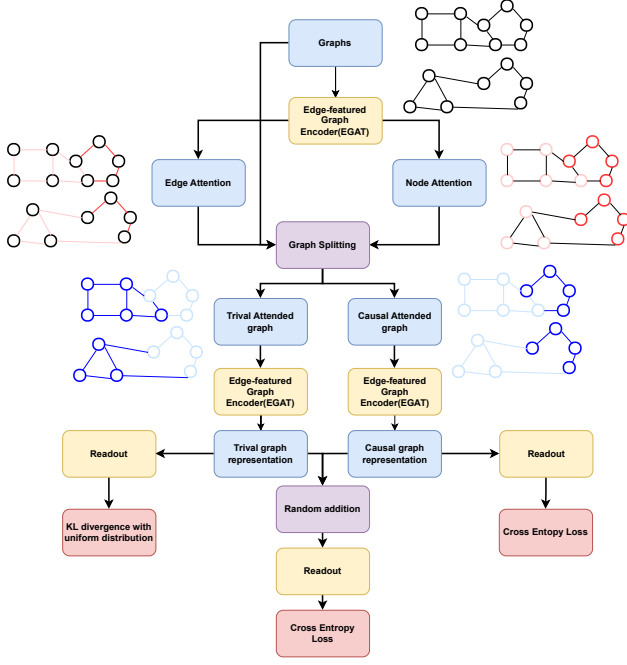 Graphs
Edge-featured
Graph
Encoder(EGAT)
Edge Attention
Node Attention
Graph Splitting
Trival Attended
graph
Causal Attended
graph
Edge-featured
Graph
Encoder(EGAT)
Edge-featured
Graph
Encoder(EGAT)
Readout
Trival graph
representation
Causal graph
representation
Readout
KL divergence with
uniform distribution
Random addition
Cross Entopy Loss
Readout
Cross Entropy
Loss